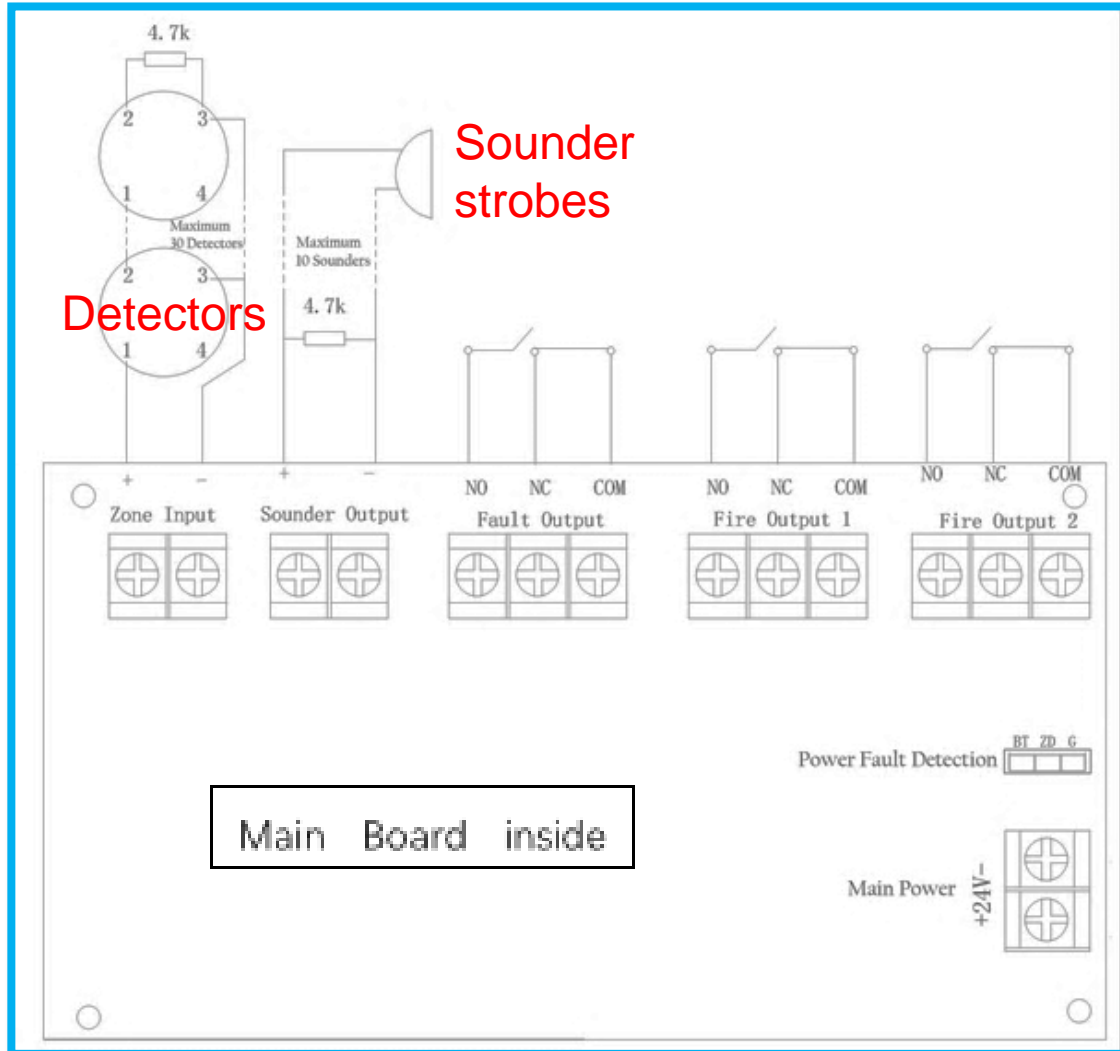 4. 7k
2 3
1 4
Maximum
30 Detectors
2 3
Detectors
1 4
Sounder
strobes
Maximum
10 Sounders
4. 7k
+ -
+ -
+ -
+ -
NO NC COM
NO NC COM
NO NC COM
Zone Input
Sounder Output
Fault Output
Fire Output 1
Fire Output 2
BT ZD G
Power Fault Detection
Main Board inside
Main Power
+24V-